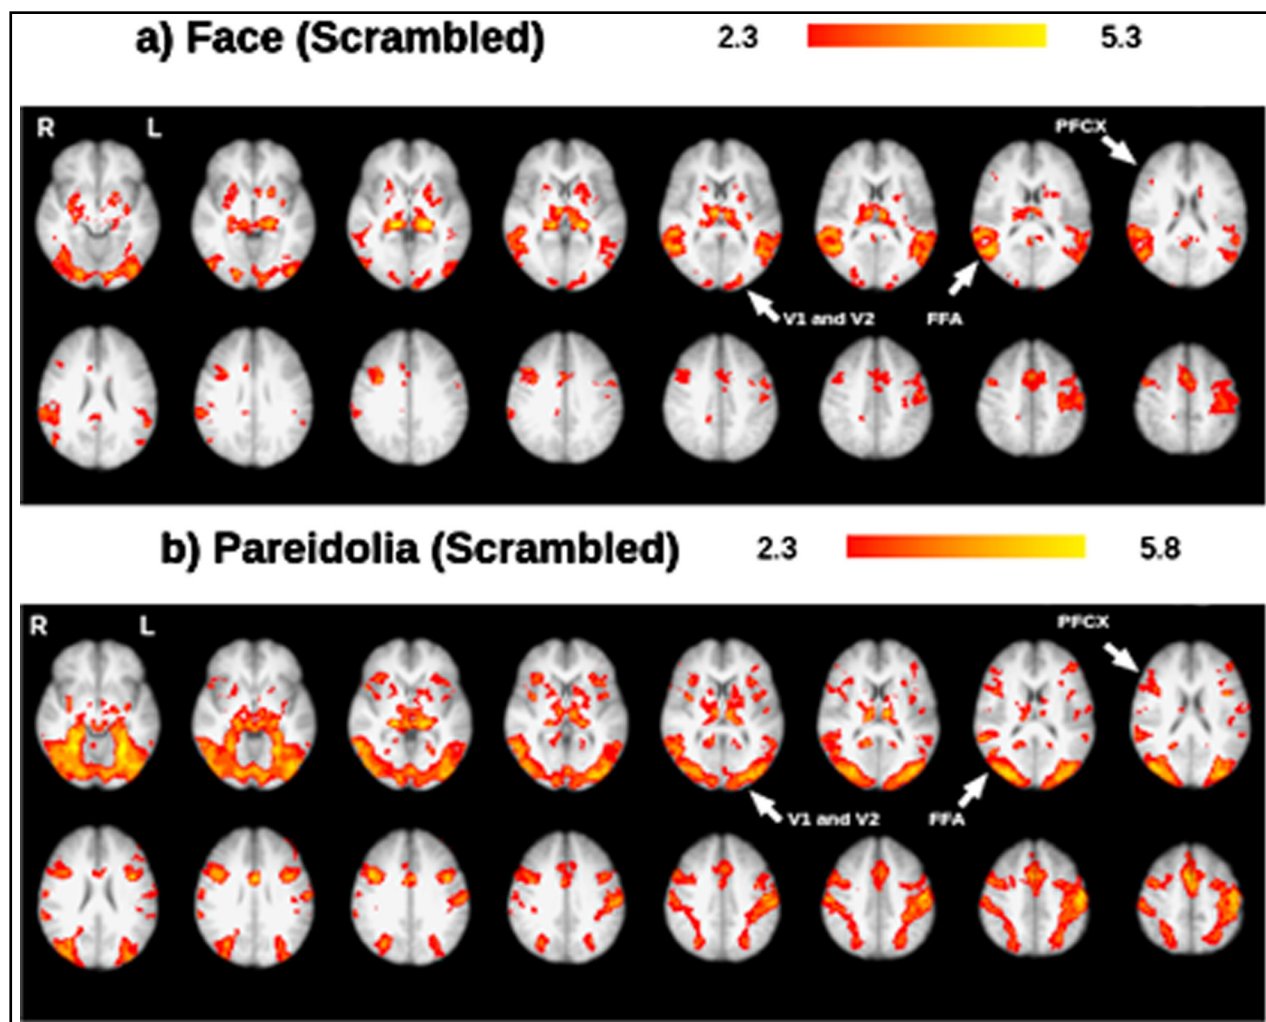 a) Face (Scrambled) 2.3 5.3
R L PFCX
V1 and V2 FFA
b) Pareidolia (Scrambled) 2.3 5.8
R L PFCX
V1 and V2 FFA